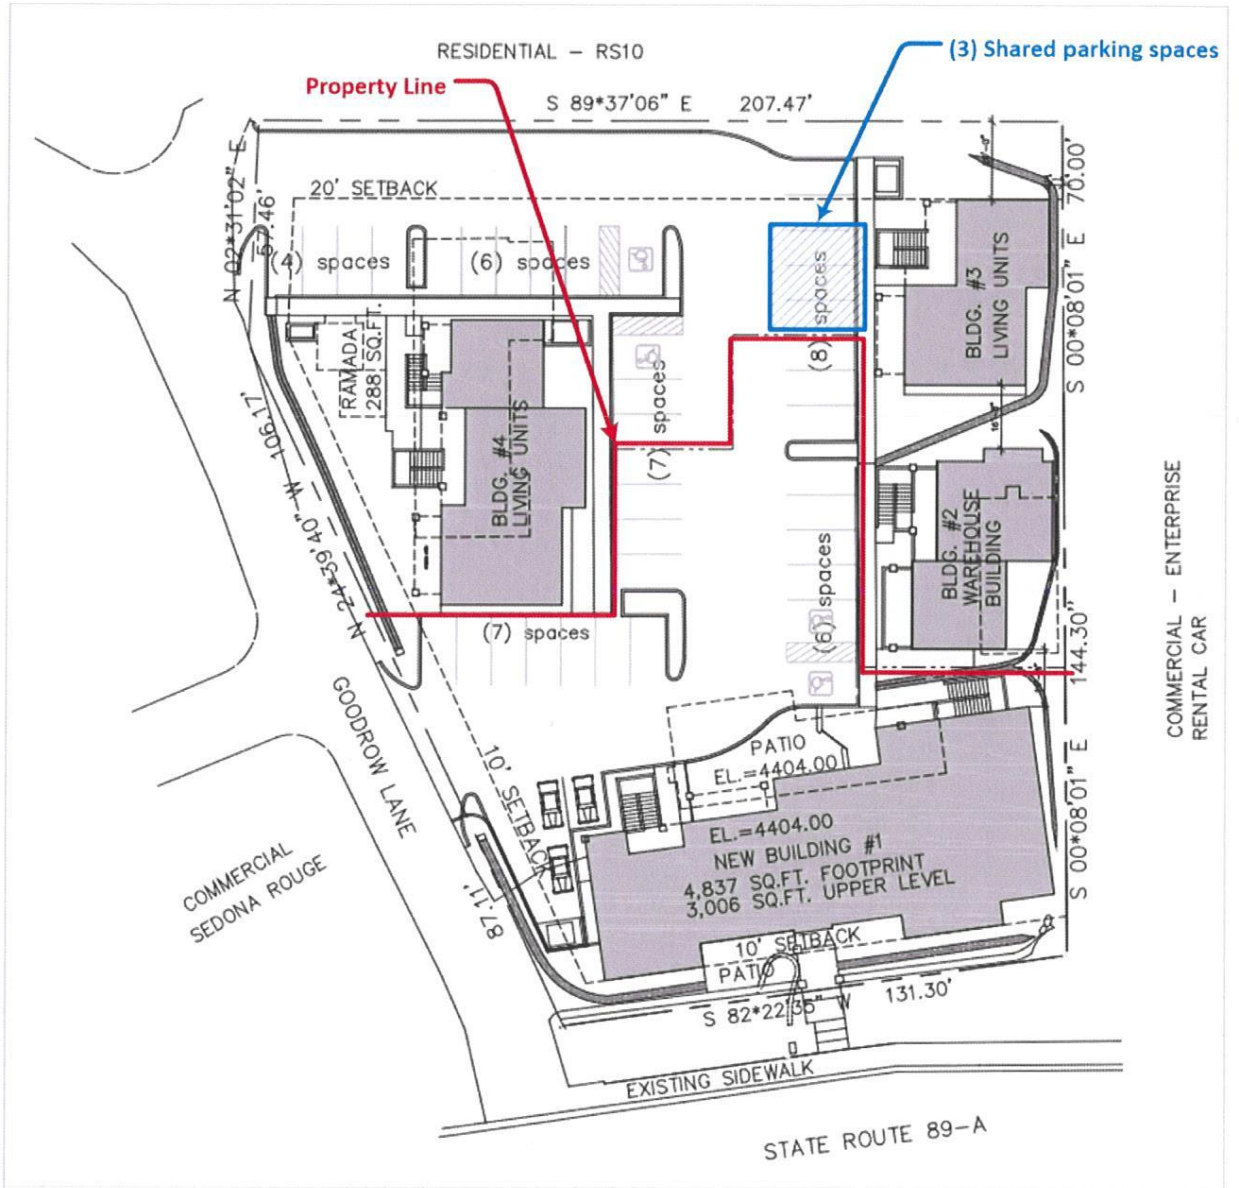 RESIDENTIAL - RS10
(3) Shared parking spaces
Property Line
S 89*37'06" E 207.47'
N 02*31'02" E
57.46'
20' SETBACK
70.00'
S 00*08'01" E
(4) spaces
(6) spaces
(8) spaces
BLDG. #3
LIVING UNITS
RAMADA
288 SQ.FT.
(7) spaces
106.17'
N 24*39'40" W
BLDG. #4
LIVING UNITS
BLDG. #2
WAREHOUSE
BUILDING
(6) spaces
COMMERCIAL - ENTERPRISE
RENTAL CAR
(7) spaces
144.30'
S 00*08'01" E
GOODROW LANE
10' SETBACK
PATIO
EL.=4404.00
EL.=4404.00
NEW BUILDING #1
4,837 SQ.FT. FOOTPRINT
3,006 SQ.FT. UPPER LEVEL
COMMERCIAL
SEDONA ROUGE
87.11'
10' SETBACK
PATIO
S 82*22'35" W 131.30'
EXISTING SIDEWALK
STATE ROUTE 89-A